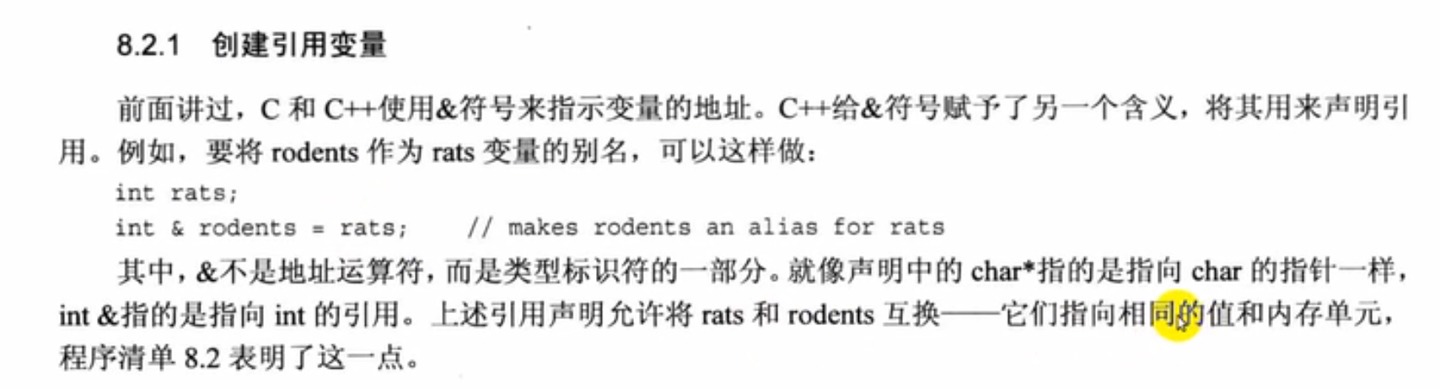 8.2.1 创建引用变量
前面讲过，C 和 C++使用&符号来指示变量的地址。C++给&符号赋予了另一个含义，将其用来声明引
用。例如，要将 rodents 作为 rats 变量的别名，可以这样做：
int rats;
int & rodents = rats; // makes rodents an alias for rats
其中，&不是地址运算符，而是类型标识符的一部分。就像声明中的 char*指的是指向 char 的指针一样，
int &指的是指向 int 的引用。上述引用声明允许将 rats 和 rodents 互换——它们指向相同的值和内存单元，
程序清单 8.2 表明了这一点。